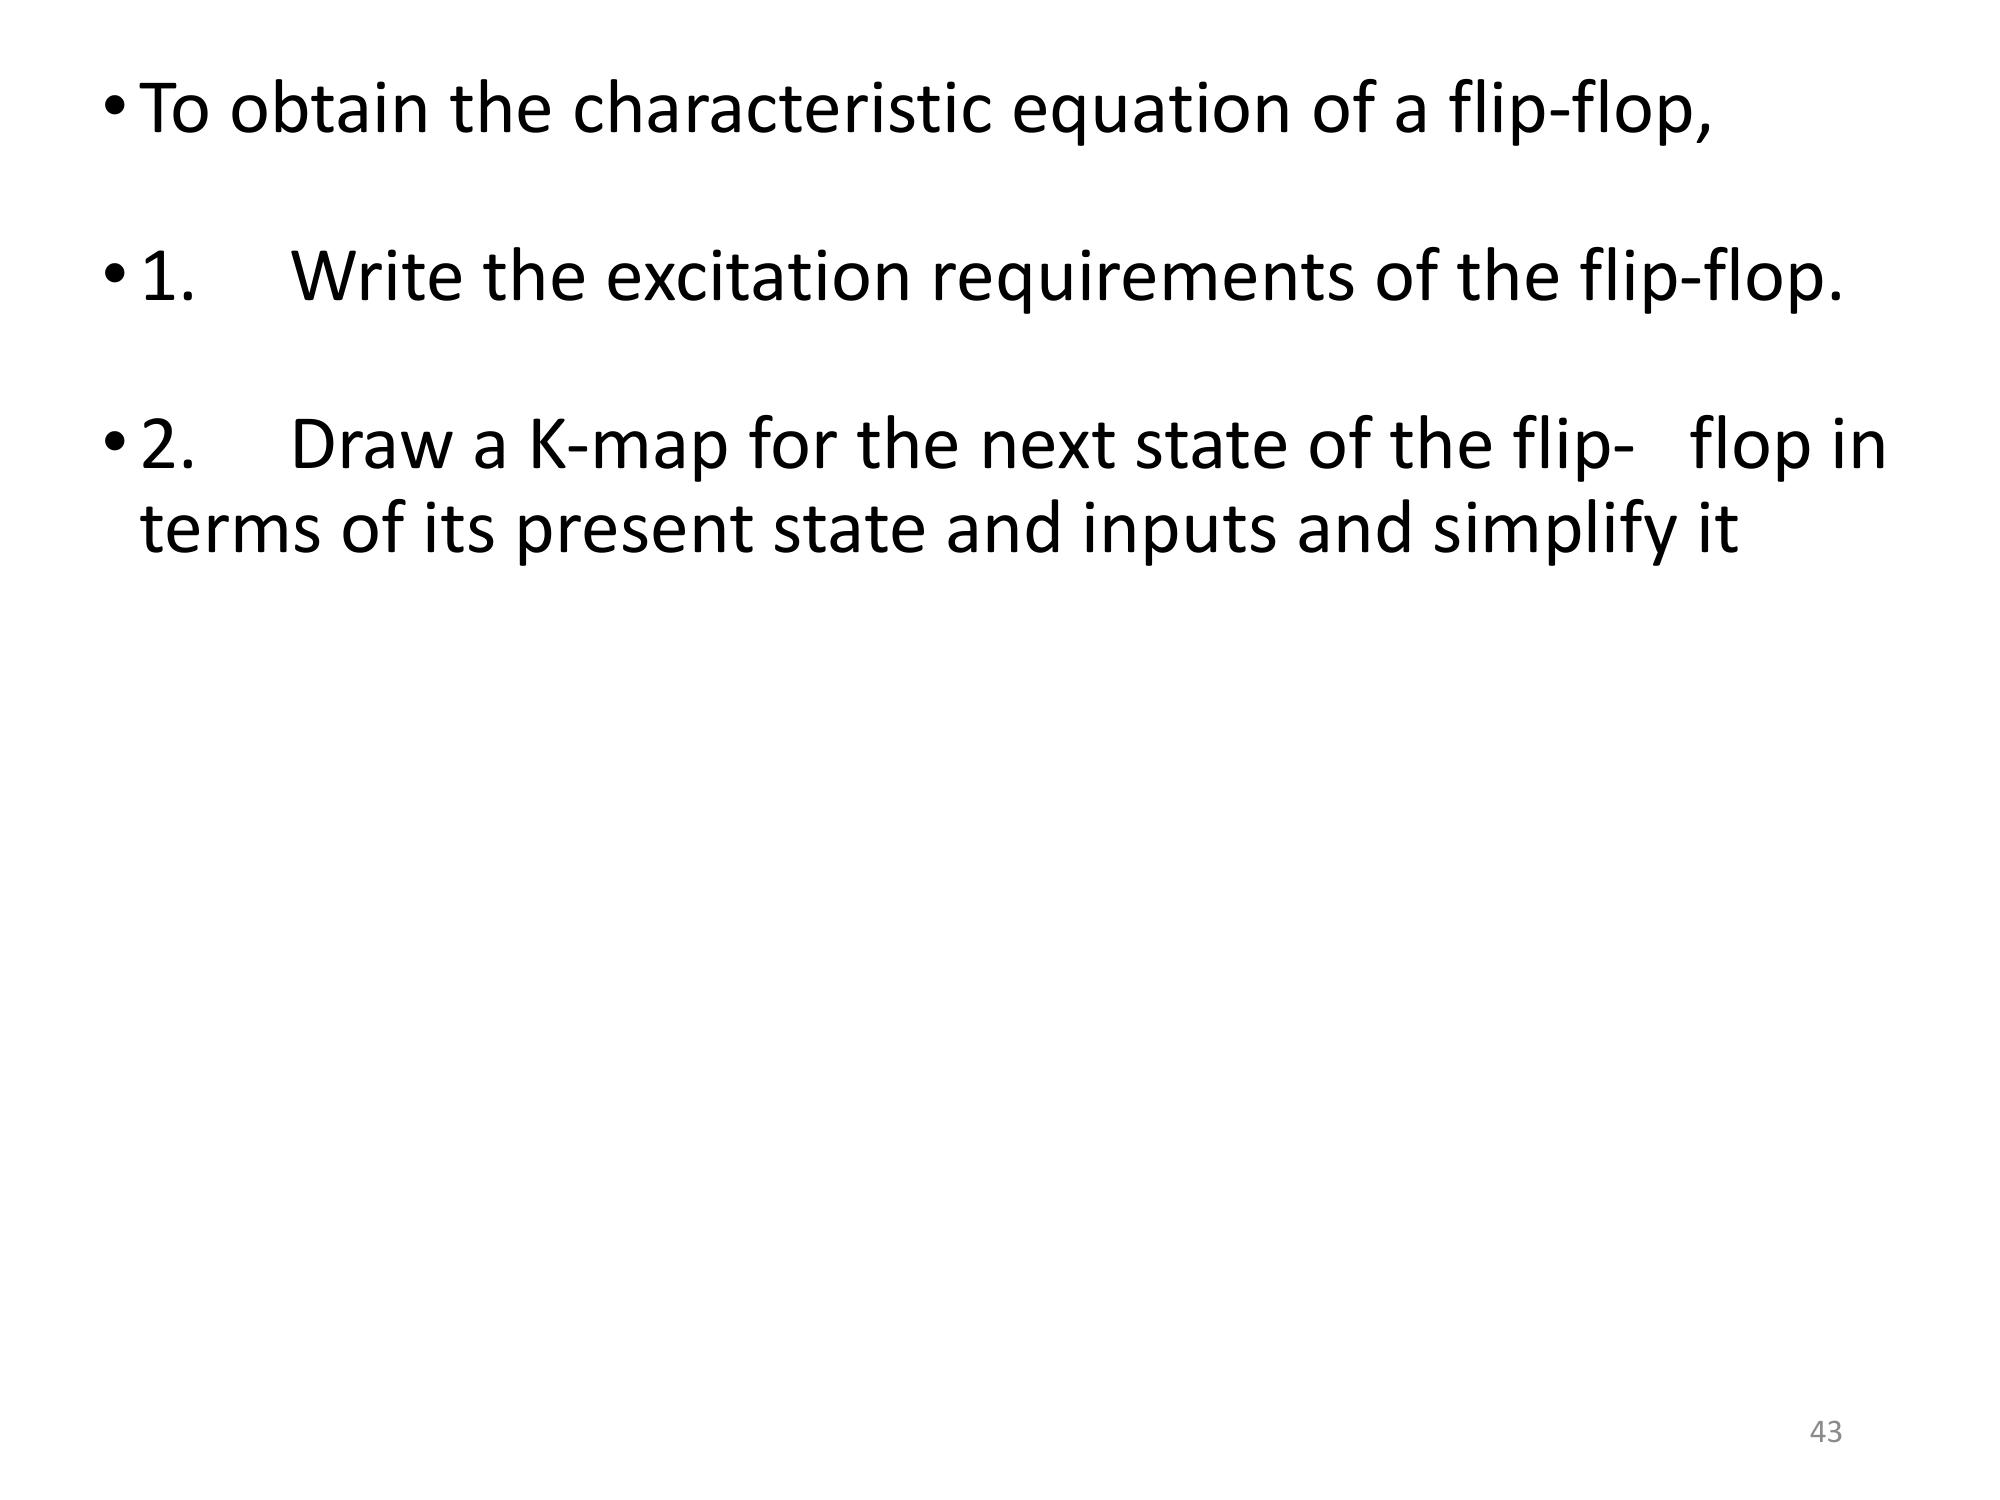 • To obtain the characteristic equation of a flip-flop,
• 1. Write the excitation requirements of the flip-flop.
• 2. Draw a K-map for the next state of the flip- flop in
terms of its present state and inputs and simplify it
43